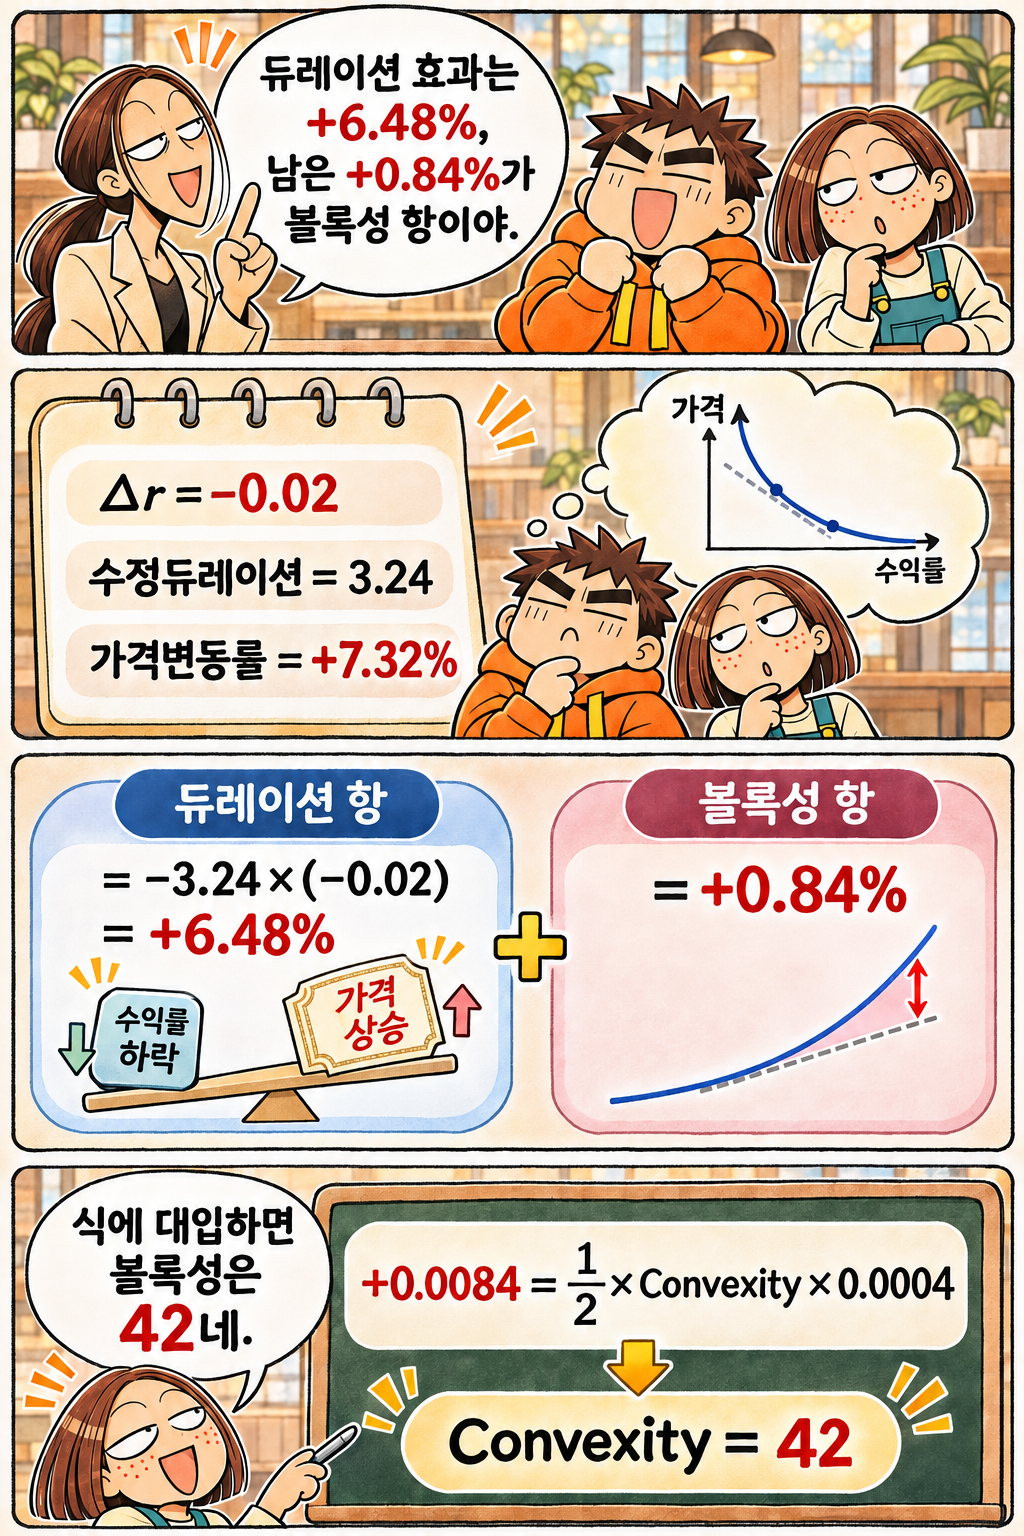 듀레이션 효과는
+6.48%,
남은 +0.84%가
볼록성 항이야.
Δr = −0.02
수정듀레이션 = 3.24
가격변동률 = +7.32%
가격
수익률
듀레이션 항
= −3.24 × (−0.02)
= +6.48%
수익률
하락
가격
상승
+
볼록성 항
= +0.84%
식에 대입하면
볼록성은
42네.
+0.0084 = 1/2 × Convexity × 0.0004
Convexity = 42